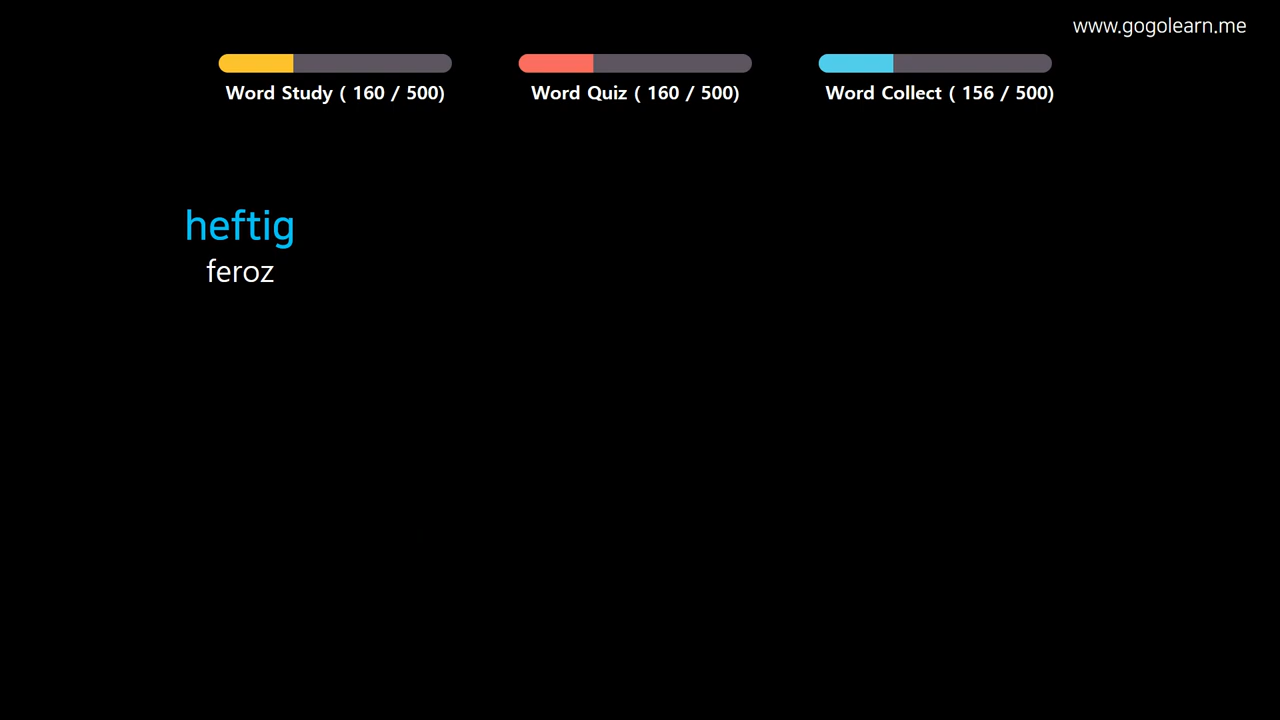 www.gogolearn.me
Word Study ( 160 / 500)
Word Quiz ( 160 / 500)
Word Collect ( 156 / 500)
heftig
feroz